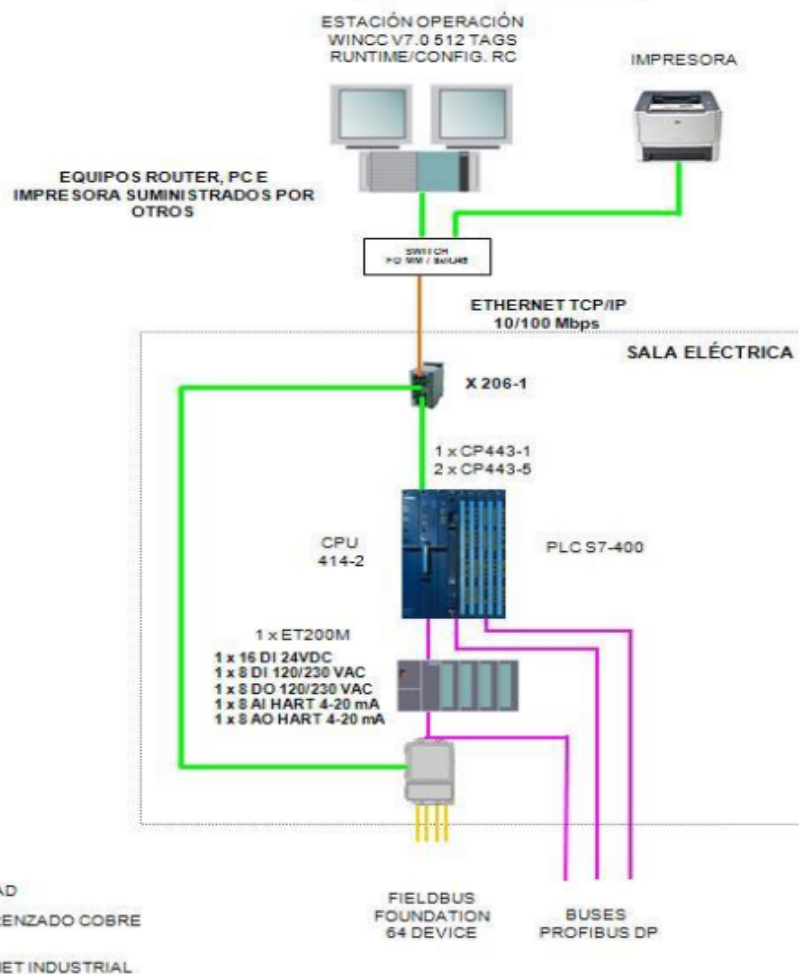 ESTACIÓN OPERACIÓN
WINCC V7.0 512 TAGS
RUNTIME/CONFIG. RC
IMPRESORA
EQUIPOS ROUTER, PC E
IMPRESORA SUMINISTRADOS POR
OTROS
SWITCH
FO MM / 8xRJ45
ETHERNET TCP/IP
10/100 Mbps
SALA ELÉCTRICA
X 206-1
1 x CP443-1
2 x CP443-5
CPU
414-2
PLC S7-400
1 x ET200M
1 x 16 DI 24VDC
1 x 8 DI 120/230 VAC
1 x 8 DO 120/230 VAC
1 x 8 AI HART 4-20 mA
1 x 8 AO HART 4-20 mA
FIELDBUS
FOUNDATION
64 DEVICE
BUSES
PROFIBUS DP
AD
RENZADO COBRE
NET INDUSTRIAL